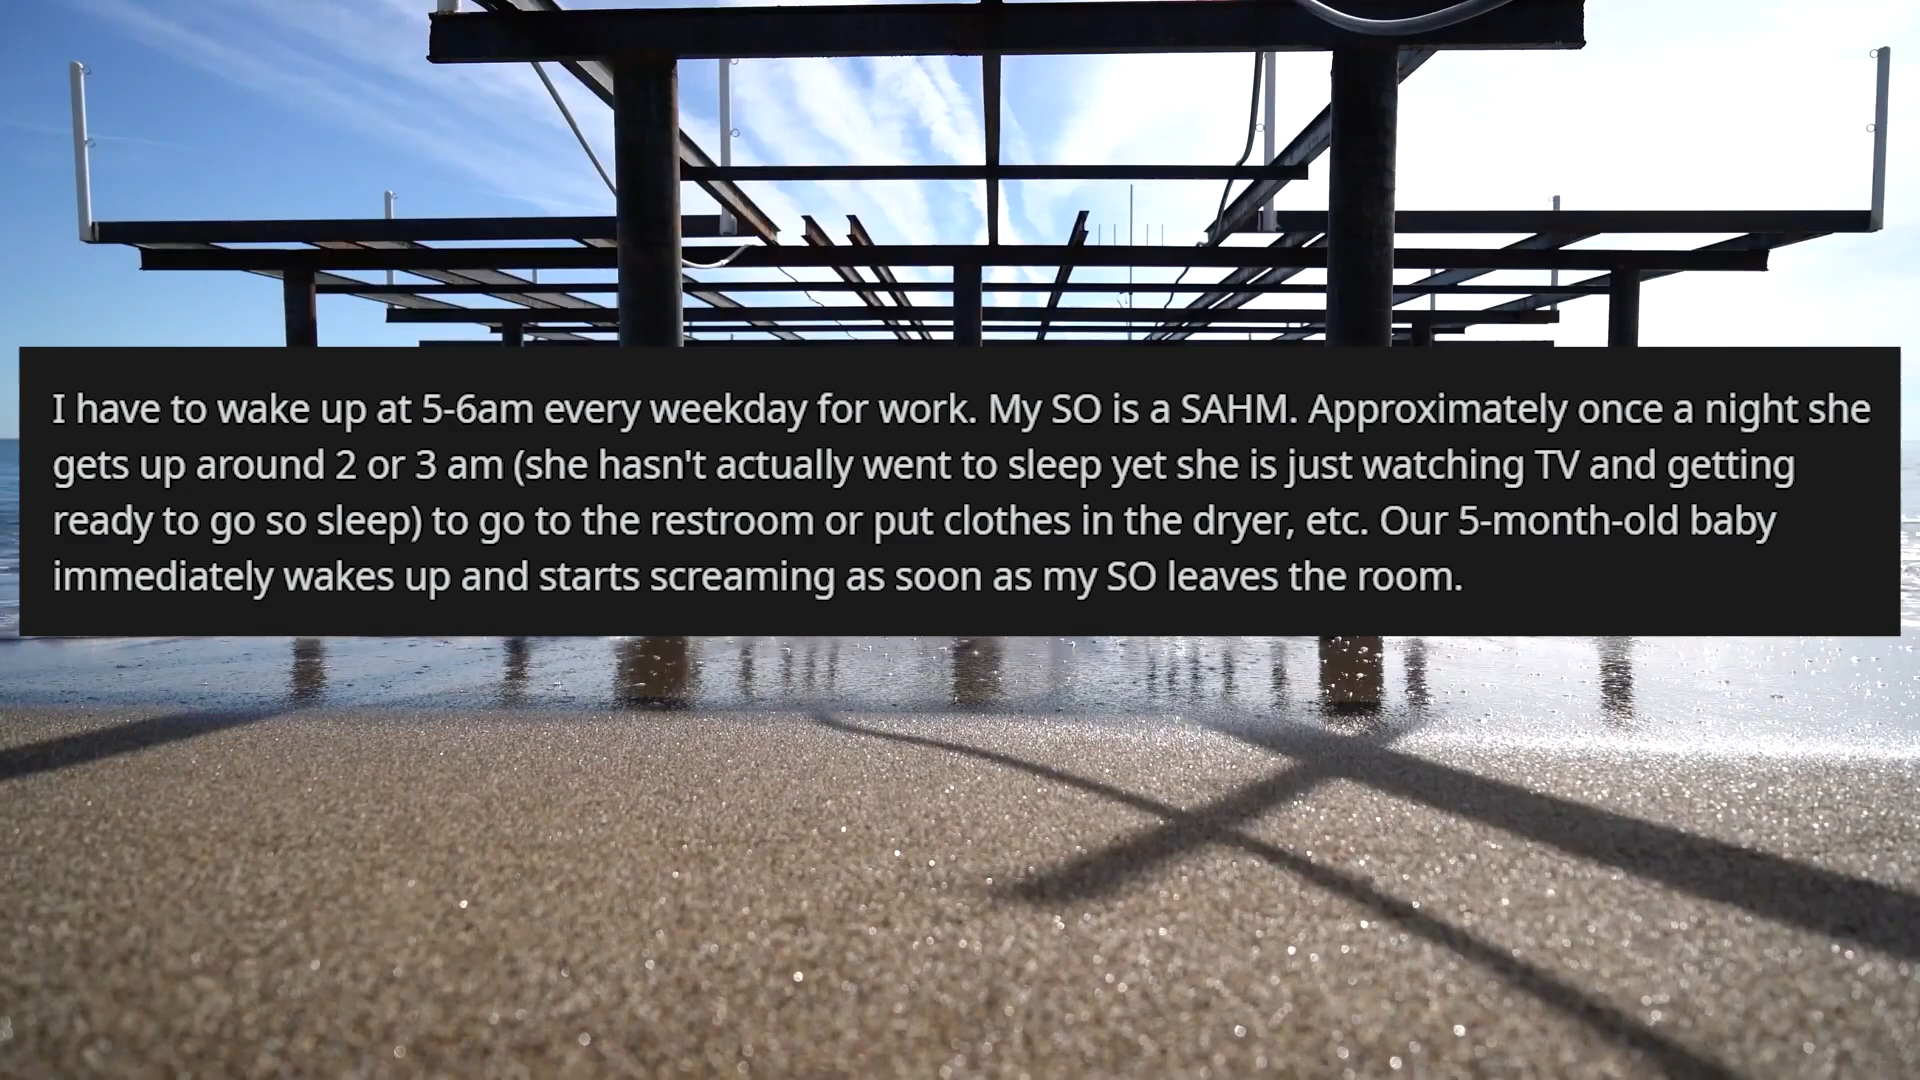 I have to wake up at 5-6am every weekday for work. My SO is a SAHM. Approximately once a night she
gets up around 2 or 3 am (she hasn't actually went to sleep yet she is just watching TV and getting
ready to go so sleep) to go to the restroom or put clothes in the dryer, etc. Our 5-month-old baby
immediately wakes up and starts screaming as soon as my SO leaves the room.